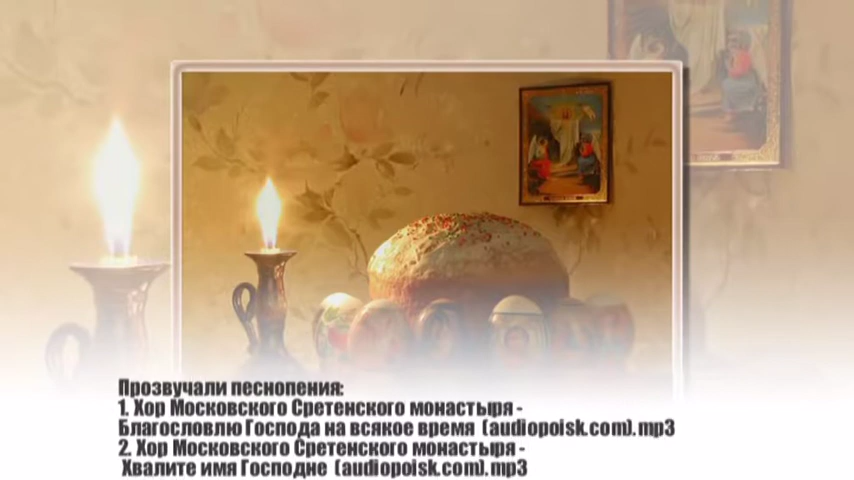 Прозвучали песнопения:
1. Хор Московского Сретенского монастыря -
Благословлю Господа на всякое время (audiopoisk.com).mp3
2. Хор Московского Сретенского монастыря -
Хвалите имя Господне (audiopoisk.com).mp3